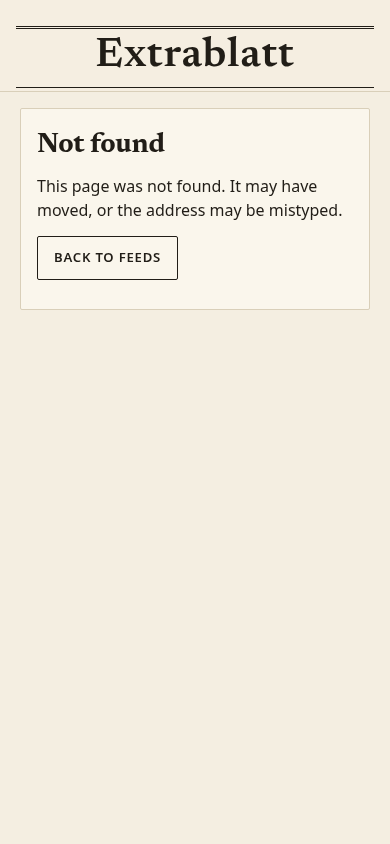 Extrablatt
Not found
This page was not found. It may have
moved, or the address may be mistyped.
BACK TO FEEDS